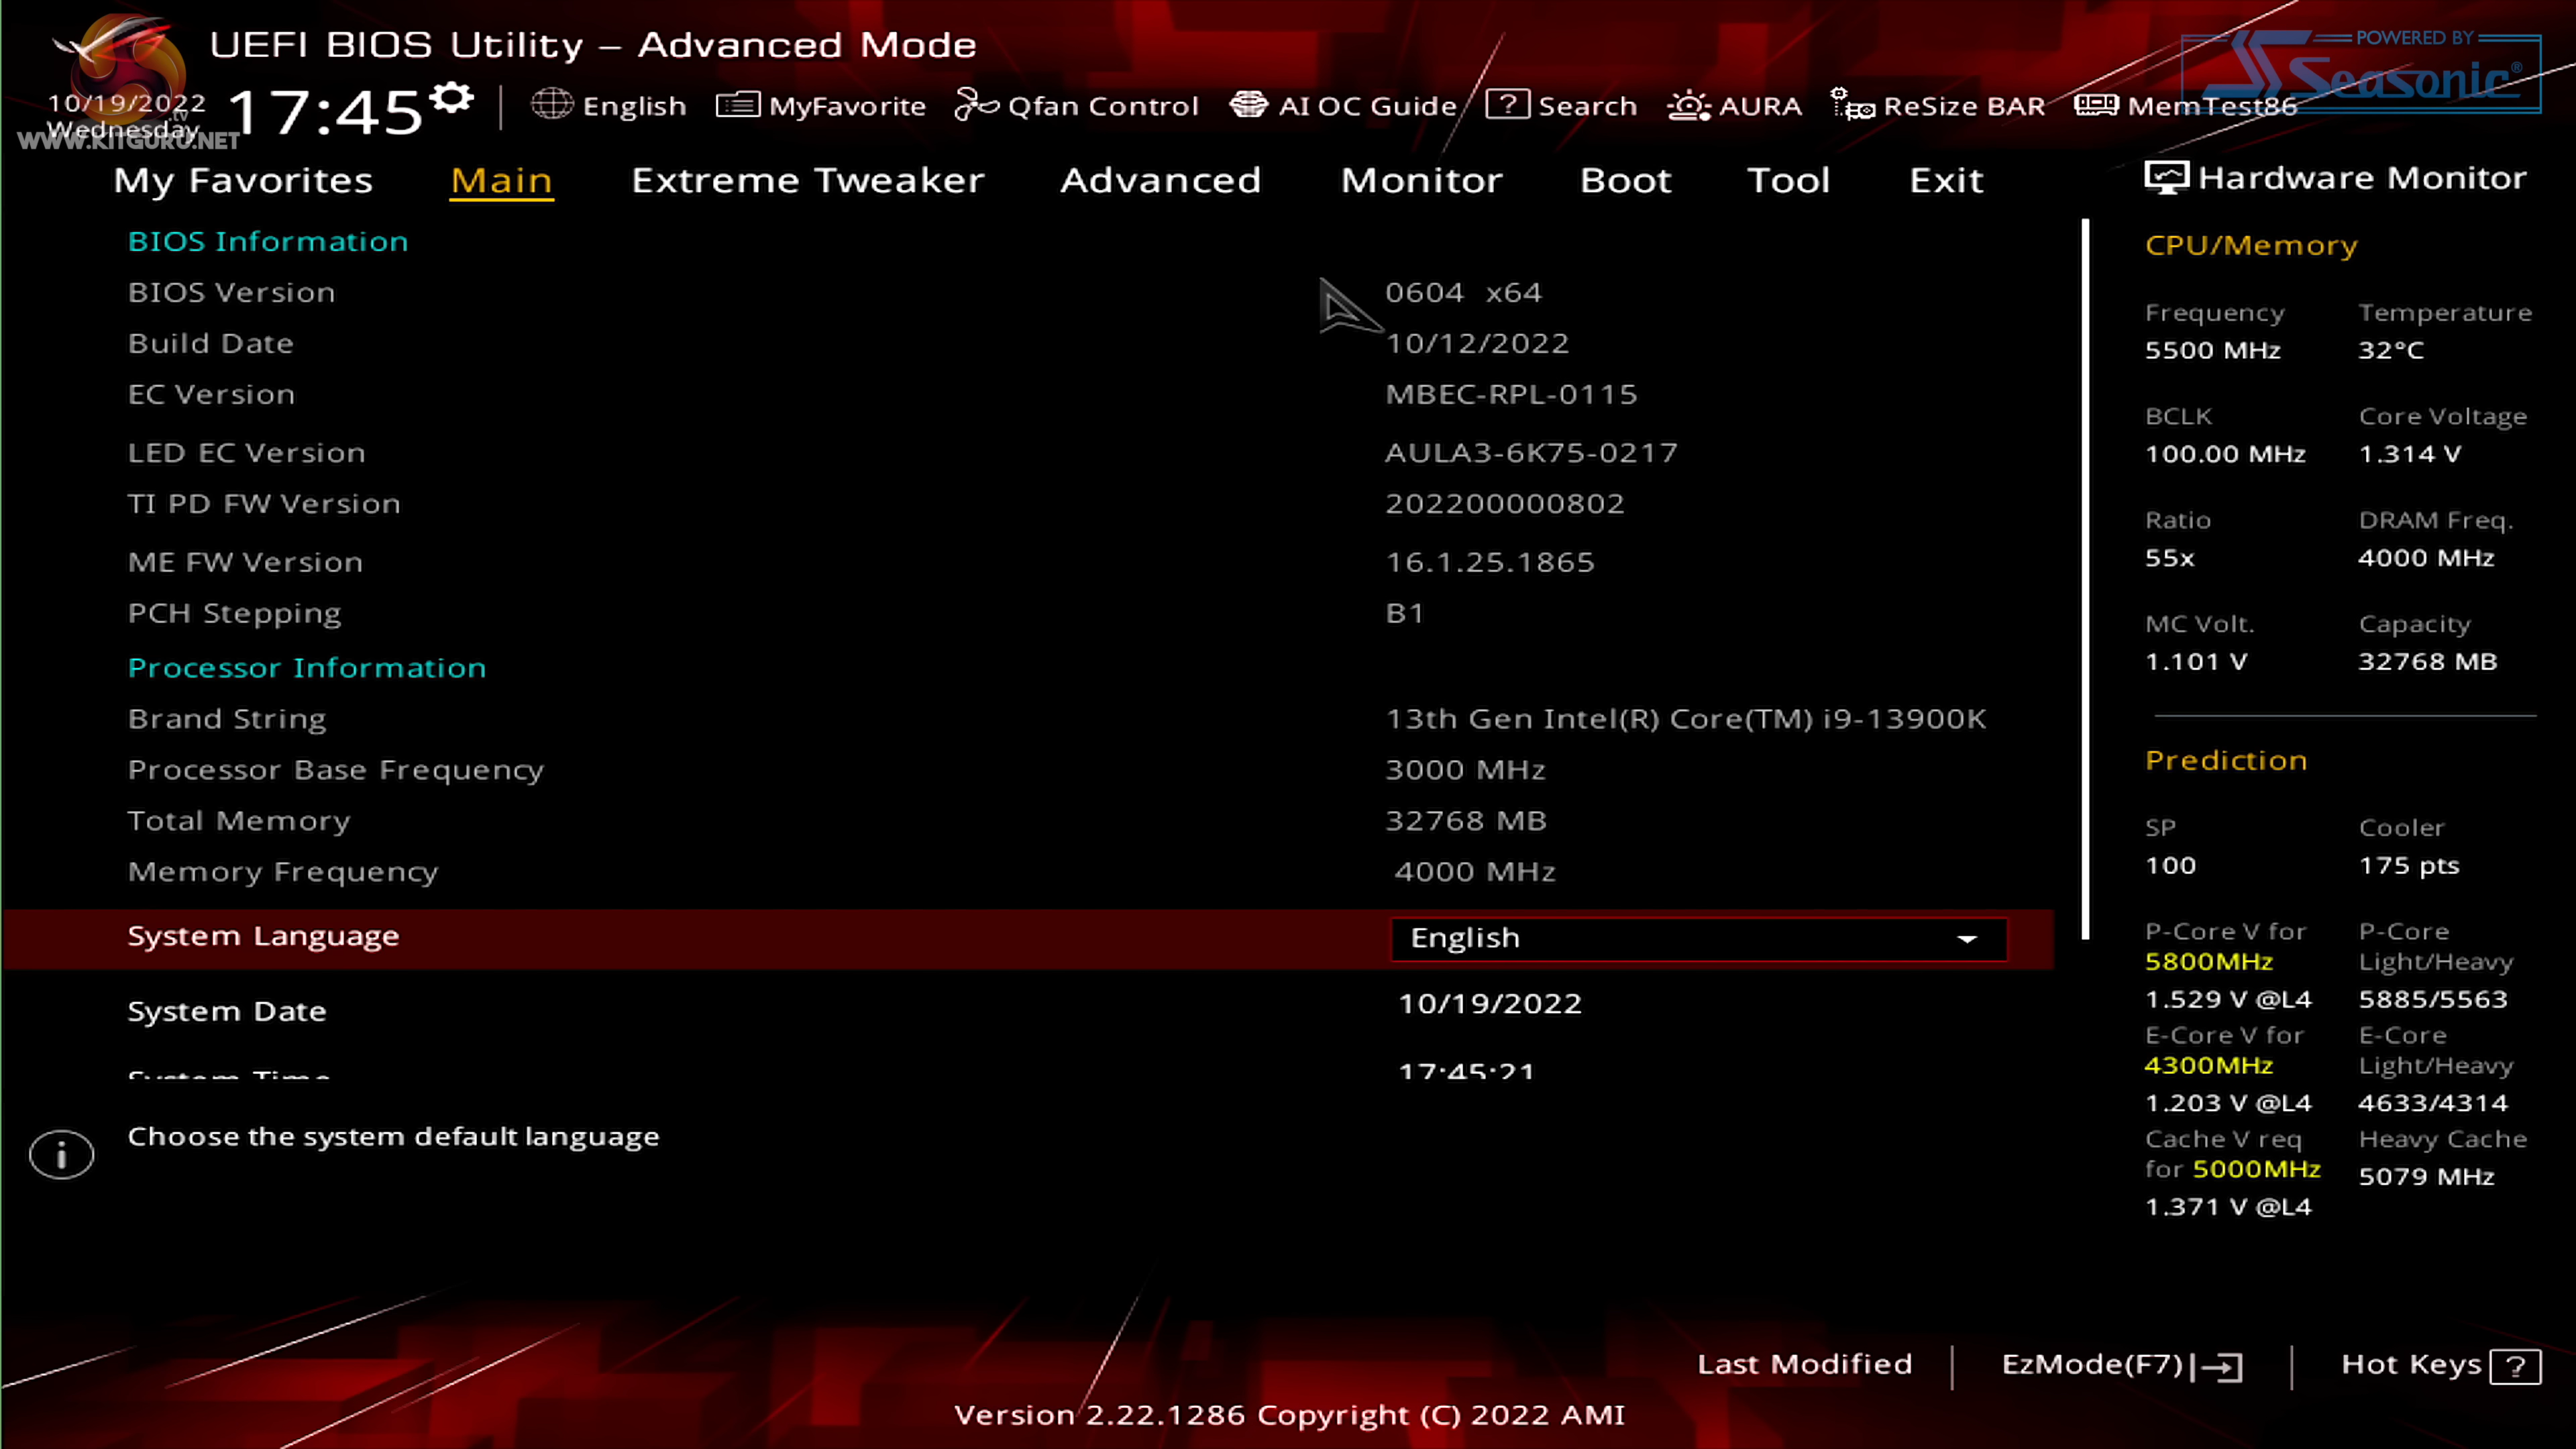 UEFI BIOS Utility – Advanced Mode
POWERED BY
Seasonic®
10/19/2022
Wednesday
17:45
.tv
WWW.KITGURU.NET
English
MyFavorite
Qfan Control
AI OC Guide
? Search
AURA
ReSize BAR
MemTest86
My Favorites
Main
Extreme Tweaker
Advanced
Monitor
Boot
Tool
Exit
BIOS Information
BIOS Version 0604 x64
Build Date 10/12/2022
EC Version MBEC-RPL-0115
LED EC Version AULA3-6K75-0217
TI PD FW Version 202200000802
ME FW Version 16.1.25.1865
PCH Stepping B1
Processor Information
Brand String 13th Gen Intel(R) Core(TM) i9-13900K
Processor Base Frequency 3000 MHz
Total Memory 32768 MB
Memory Frequency 4000 MHz
System Language English
System Date 10/19/2022
System Time 17:45:21
i
Choose the system default language
Hardware Monitor
CPU/Memory
Frequency Temperature
5500 MHz 32°C
BCLK Core Voltage
100.00 MHz 1.314 V
Ratio DRAM Freq.
55x 4000 MHz
MC Volt. Capacity
1.101 V 32768 MB
Prediction
SP Cooler
100 175 pts
P-Core V for P-Core
5800MHz Light/Heavy
1.529 V @L4 5885/5563
E-Core V for E-Core
4300MHz Light/Heavy
1.203 V @L4 4633/4314
Cache V req Heavy Cache
for 5000MHz 5079 MHz
1.371 V @L4
Last Modified
EzMode(F7)
Hot Keys ?
Version 2.22.1286 Copyright (C) 2022 AMI